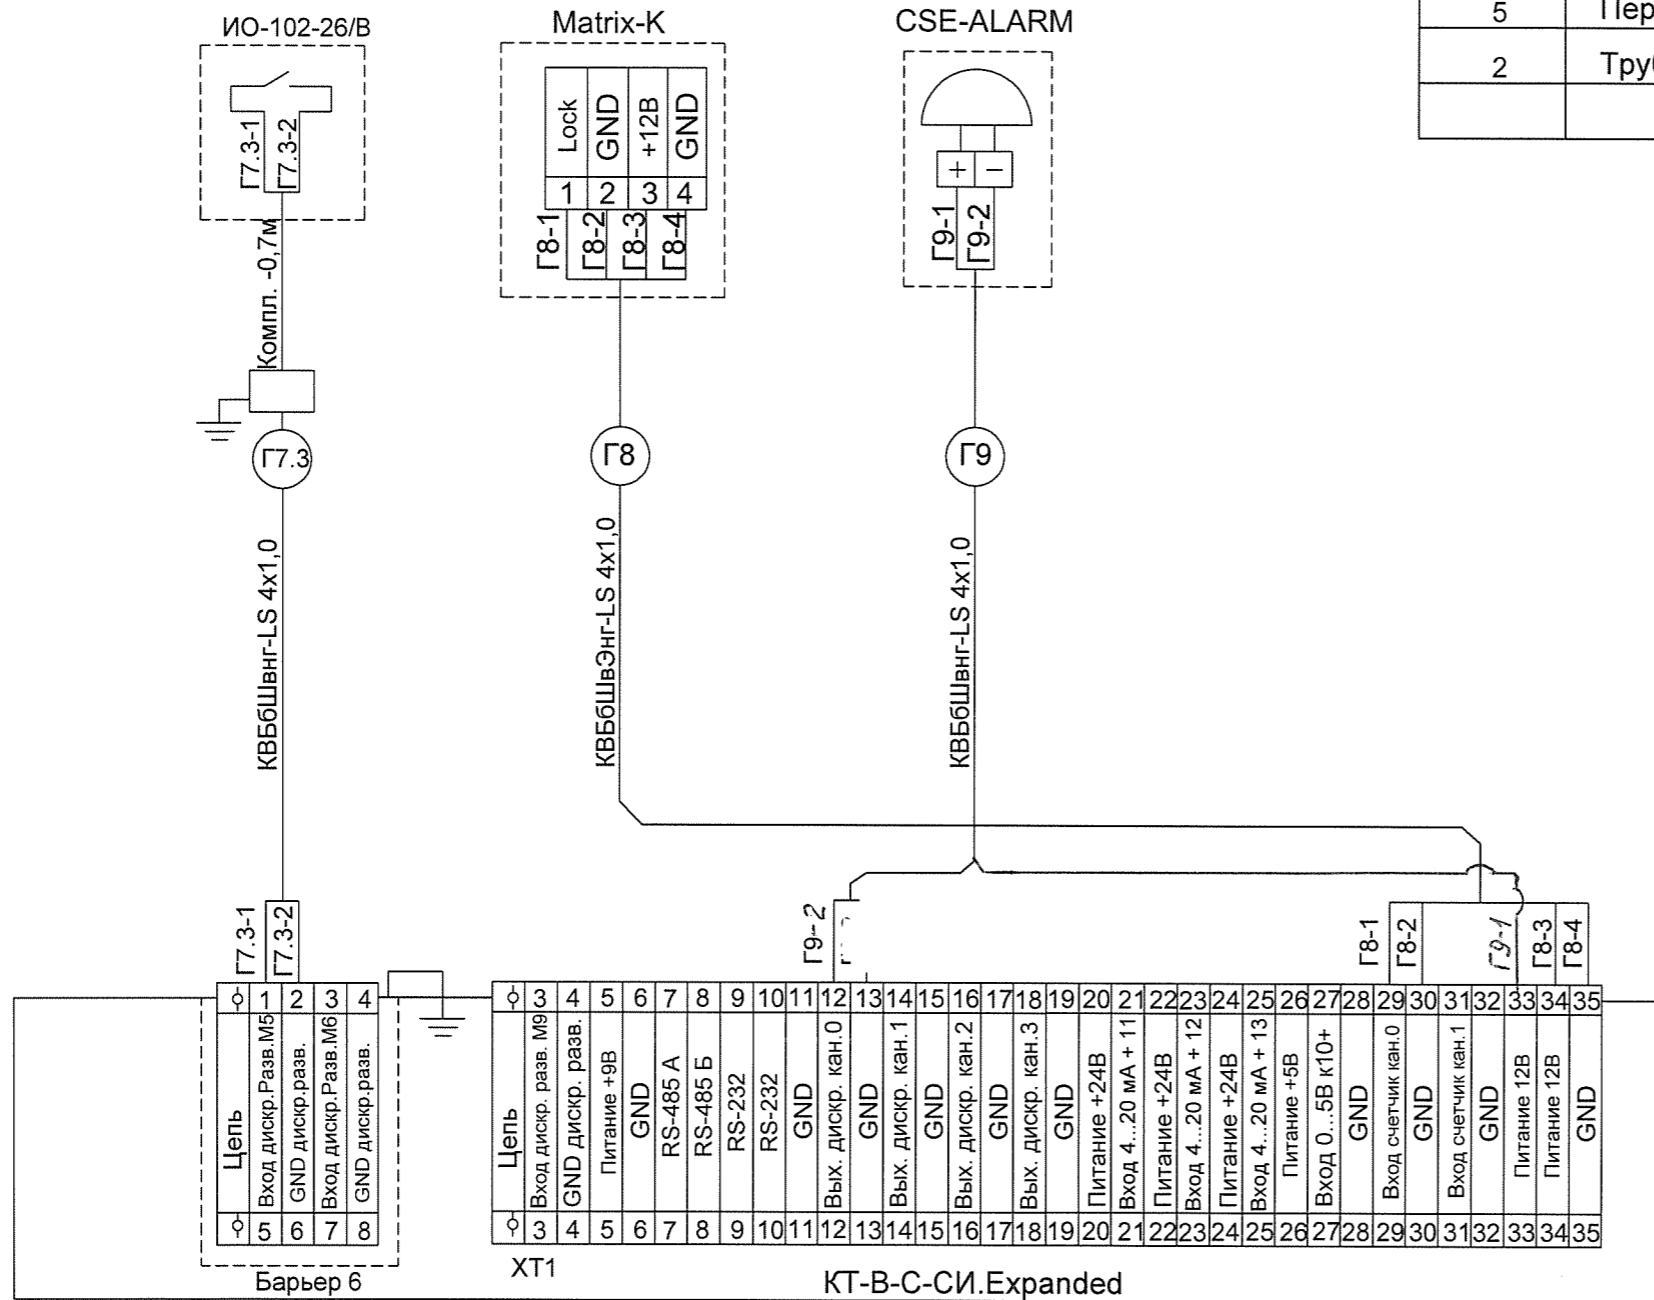 ИО-102-26/В
Matrix-K
CSE-ALARM
5
2
Г7.3-1
Г7.3-2
Lock
GND
+12В
GND
1 2 3 4
Г8-1
Г8-2
Г8-3
Г8-4
+ −
Г9-1
Г9-2
Компл. -0,7м
Г7.3
Г8
Г9
КВБбШвнг-LS 4х1,0
КВБбШвЭнг-LS 4х1,0
КВБбШвнг-LS 4х1,0
Г7.3-1
Г7.3-2
Г9-2
Г8-1
Г8-2
Г9-1
Г8-3
Г8-4
1 2 3 4
Цепь
Вход дискр.Разв.М5
GND дискр.разв.
Вход дискр.Разв.М6
GND дискр.разв.
5 6 7 8
Барьер 6
3 4 5 6 7 8 9 10 11 12 13 14 15 16 17 18 19 20 21 22 23 24 25 26 27 28 29 30 31 32 33 34 35
Цепь
Вход дискр. разв. М9
GND дискр. разв.
Питание +9В
GND
RS-485 А
RS-485 Б
RS-232
RS-232
GND
Вых. дискр. кан.0
GND
Вых. дискр. кан.1
GND
Вых. дискр. кан.2
GND
Вых. дискр. кан.3
GND
Питание +24В
Вход 4...20 мА + 11
Питание +24В
Вход 4...20 мА + 12
Питание +24В
Вход 4...20 мА + 13
Питание +5В
Вход 0...5В к10+
GND
Вход счетчик кан.0
GND
Вход счетчик кан.1
GND
Питание 12В
Питание 12В
GND
3 4 5 6 7 8 9 10 11 12 13 14 15 16 17 18 19 20 21 22 23 24 25 26 27 28 29 30 31 32 33 34 35
XT1
КТ-В-С-СИ.Expanded